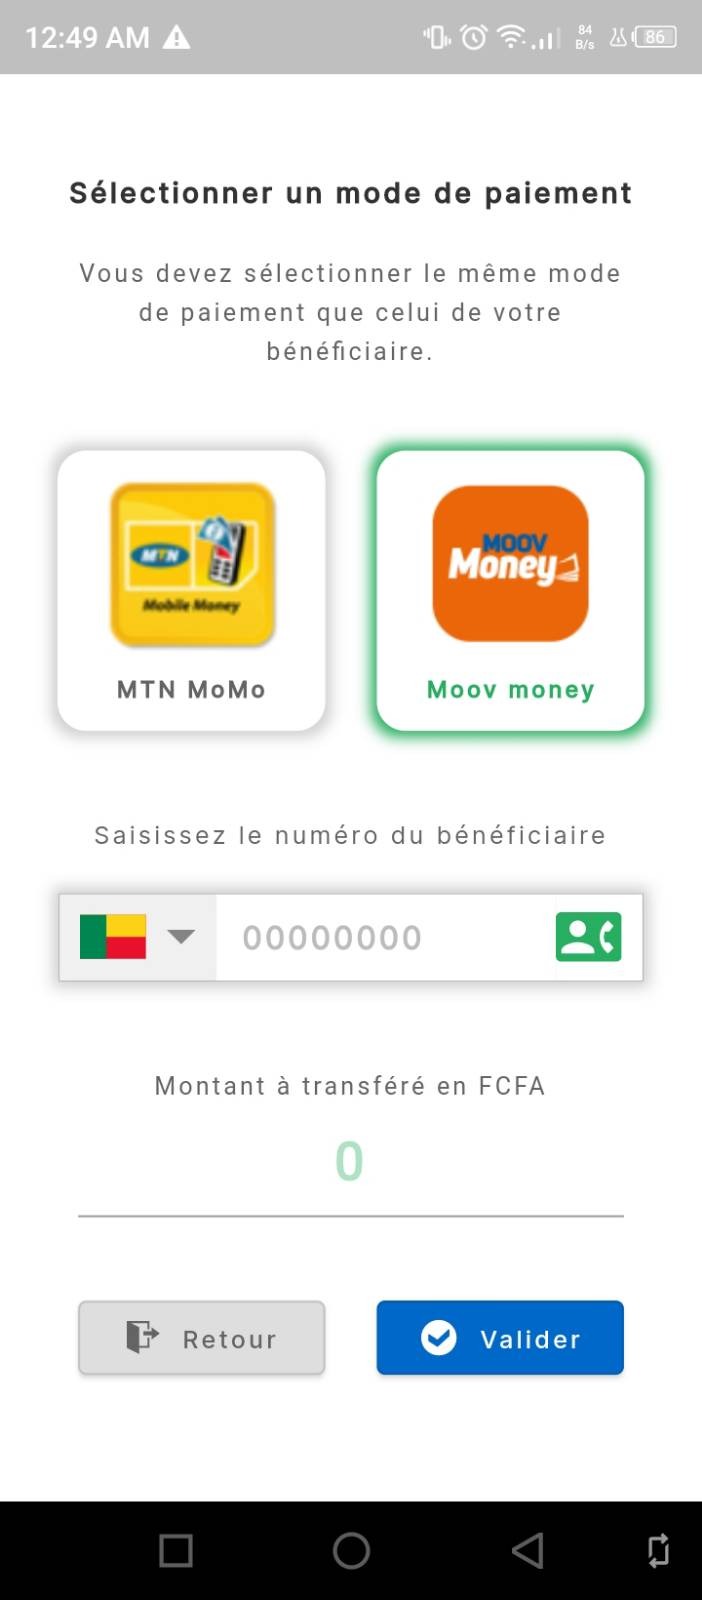 12:49 AM
84
B/s
86
Sélectionner un mode de paiement
Vous devez sélectionner le même mode
de paiement que celui de votre
bénéficiaire.
MTN
Mobile Money
MTN MoMo
MOOV
Money
Moov money
Saisissez le numéro du bénéficiaire
00000000
Montant à transféré en FCFA
0
Retour
Valider